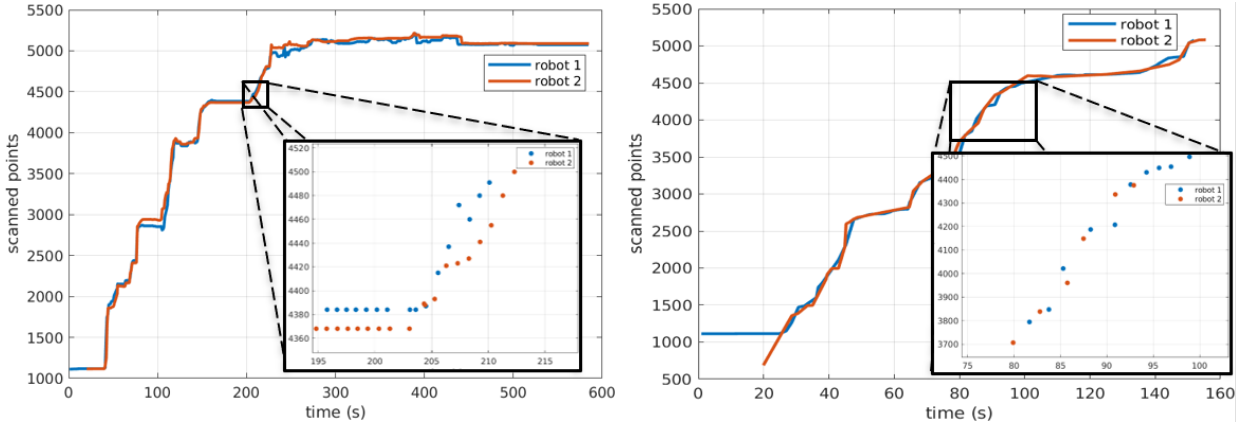 5500
5000
4500
4000
3500
3000
2500
2000
1500
1000
scanned points
0 100 200 300 400 500 600
time (s)
robot 1
robot 2
4520
4500
4480
4460
4440
4420
4400
4380
4360
195 200 205 210 215
robot 1
robot 2
5500
5000
4500
4000
3500
3000
2500
2000
1500
1000
500
scanned points
0 20 40 60 80 100 120 140 160
time (s)
robot 1
robot 2
4500
4400
4300
4200
4100
4000
3900
3800
3700
75 80 85 90 95 100
robot 1
robot 2